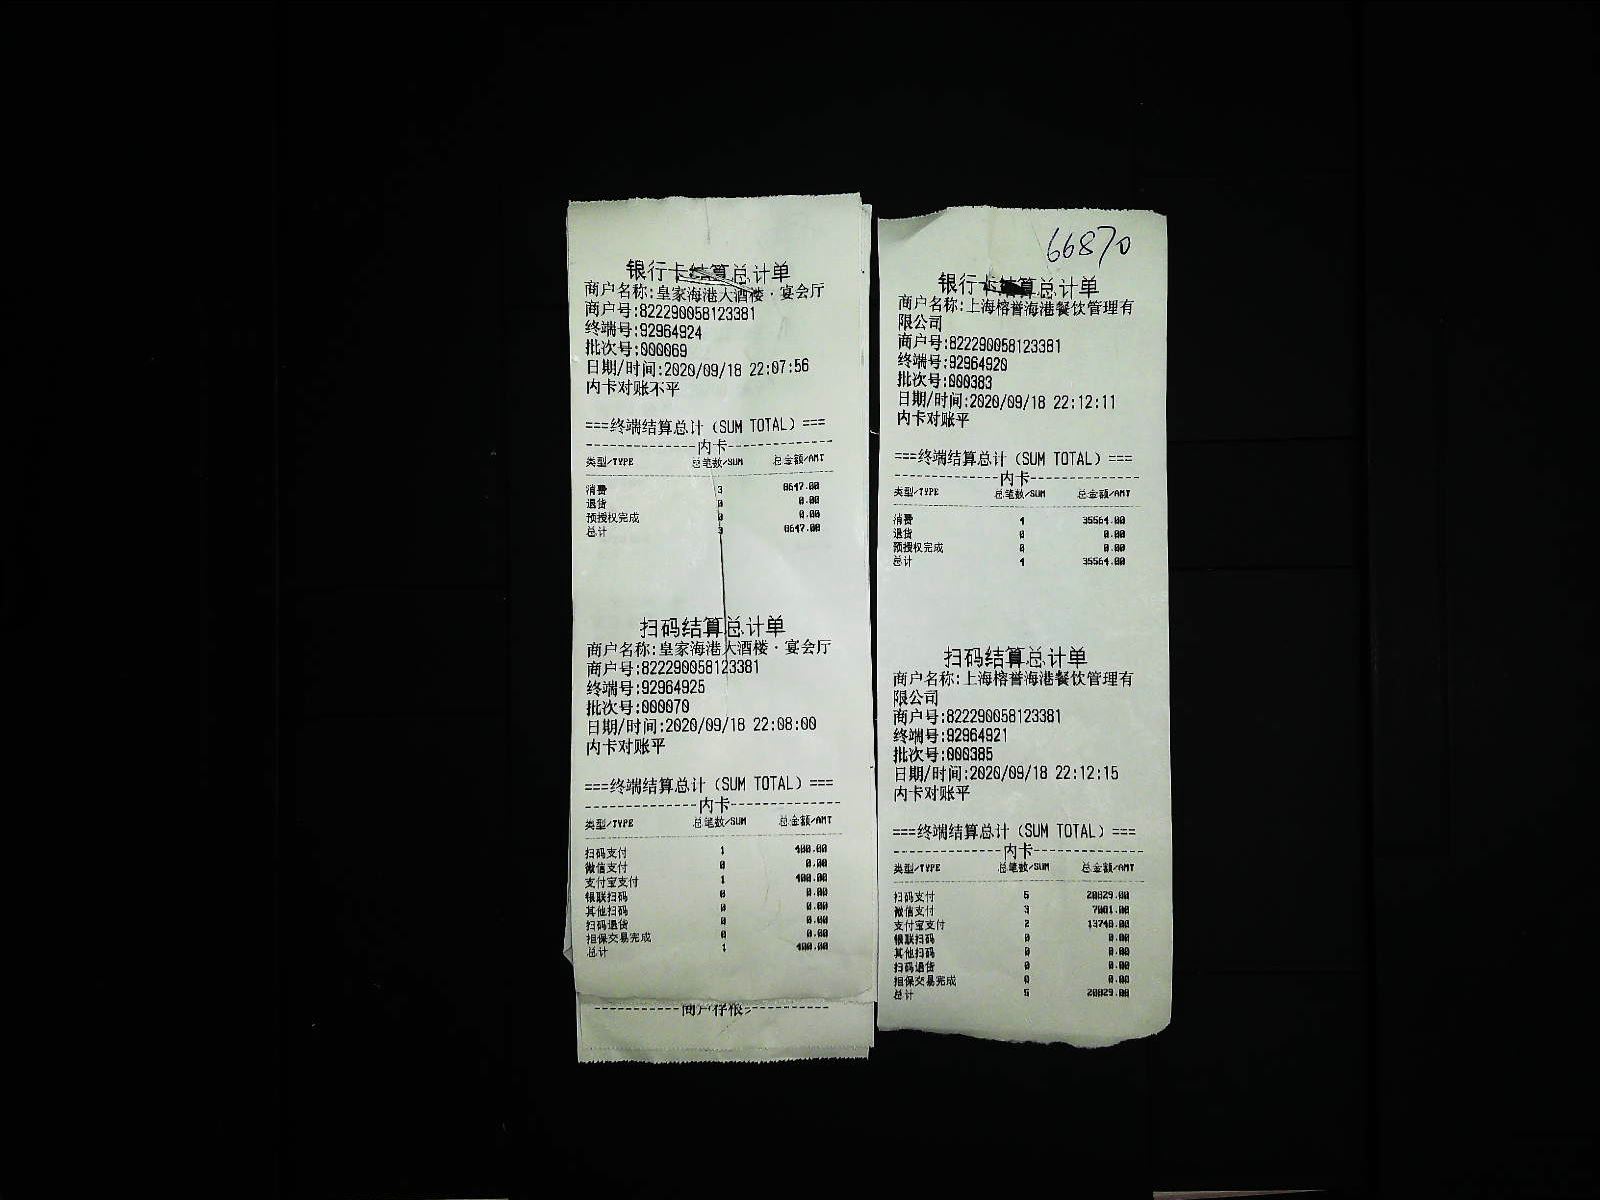 银行卡结算总计单
商户名称:皇家海港大酒楼·宴会厅
商户号:822290058123381
终端号:92964924
批次号:000069
日期/时间:2020/09/18 22:07:56
内卡对账不平
===终端结算总计(SUM TOTAL)===
---------------内卡---------------
类型/TYPE 总笔数/SUM 总金额/AMT
消费 3 8647.00
退货 0 0.00
预授权完成 0 0.00
总计 3 8647.00
扫码结算总计单
商户名称:皇家海港大酒楼·宴会厅
商户号:822290058123381
终端号:92964925
批次号:000070
日期/时间:2020/09/18 22:08:00
内卡对账平
===终端结算总计(SUM TOTAL)===
---------------内卡---------------
类型/TYPE 总笔数/SUM 总金额/AMT
扫码支付 1 400.00
微信支付 0 0.00
支付宝支付 1 400.00
银联扫码 0 0.00
其他扫码 0 0.00
扫码退货 0 0.00
担保交易完成 0 0.00
总计 1 400.00
66870
银行卡结算总计单
商户名称:上海榕誉海港餐饮管理有
限公司
商户号:822290058123381
终端号:92964920
批次号:000383
日期/时间:2020/09/18 22:12:11
内卡对账平
===终端结算总计(SUM TOTAL)===
---------------内卡---------------
类型/TYPE 总笔数/SUM 总金额/AMT
消费 4 35564.00
退货 0 0.00
预授权完成 0 0.00
总计 4 35564.00
扫码结算总计单
商户名称:上海榕誉海港餐饮管理有
限公司
商户号:822290058123381
终端号:92964921
批次号:000385
日期/时间:2020/09/18 22:12:15
内卡对账平
===终端结算总计(SUM TOTAL)===
---------------内卡---------------
类型/TYPE 总笔数/SUM 总金额/AMT
扫码支付 5 20829.00
微信支付 3 7081.00
支付宝支付 2 13748.00
银联扫码 0 0.00
其他扫码 0 0.00
扫码退货 0 0.00
担保交易完成 0 0.00
总计 5 20829.00